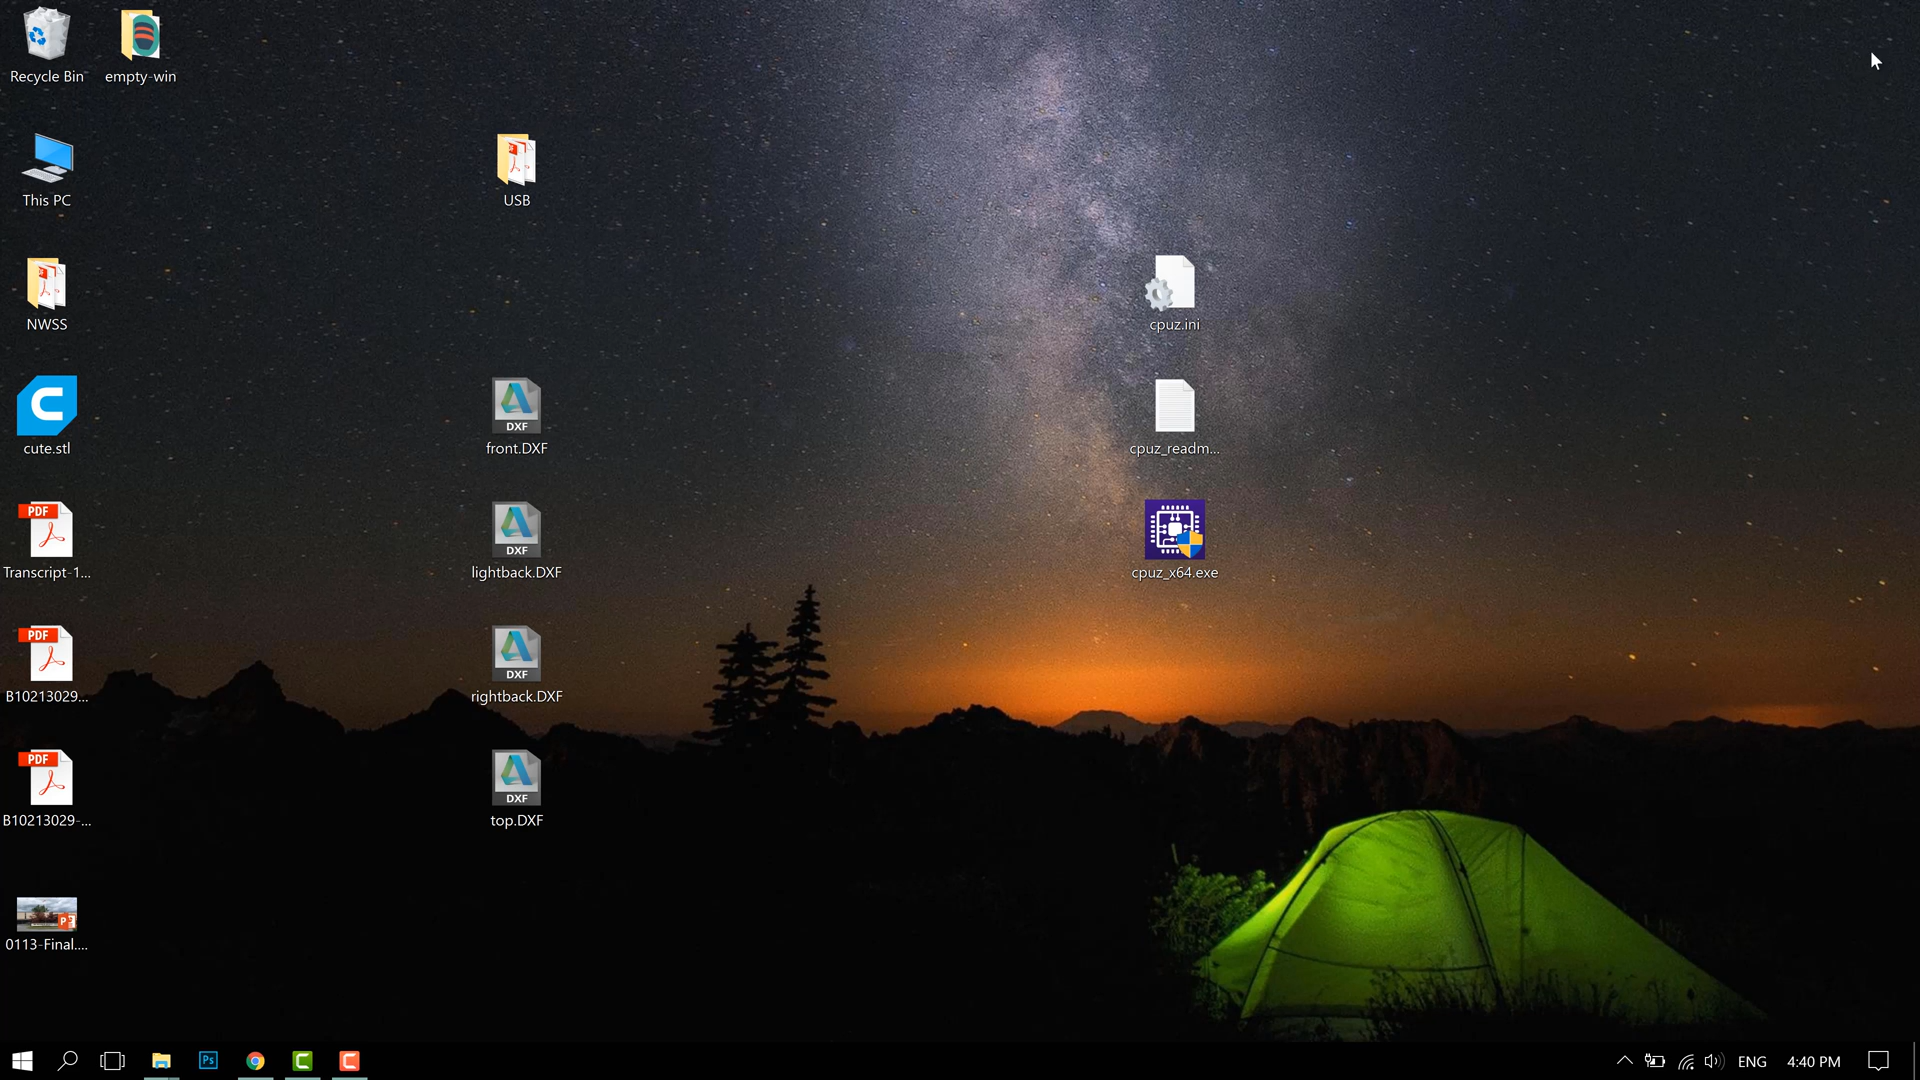 Recycle Bin
empty-win
This PC
USB
NWSS
cpuz.ini
cute.stl
front.DXF
cpuz_readm...
PDF
Transcript-1...
DXF
lightback.DXF
cpuz_x64.exe
PDF
B10213029...
DXF
rightback.DXF
PDF
B10213029-...
DXF
top.DXF
DXF
P
0113-Final....
Ps
ENG
4:40 PM